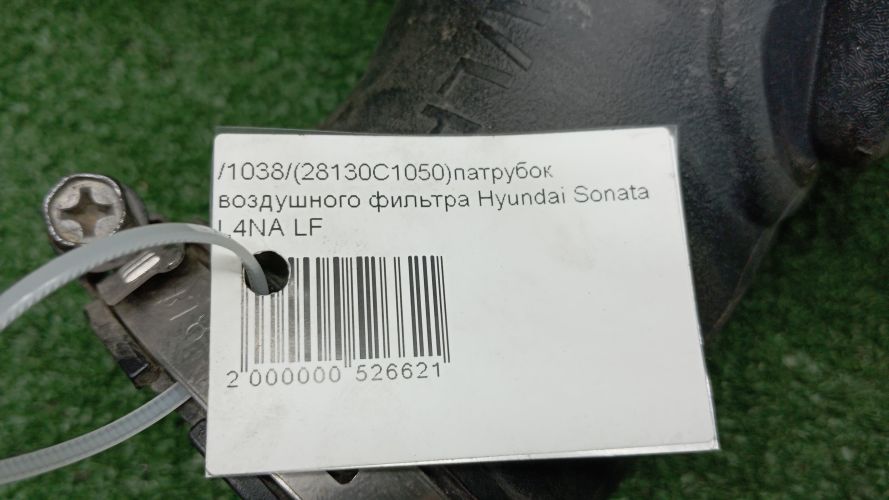 /1038/(28130C1050)патрубок
воздушного фильтра Hyundai Sonata
L4NA LF
2 000000 526621